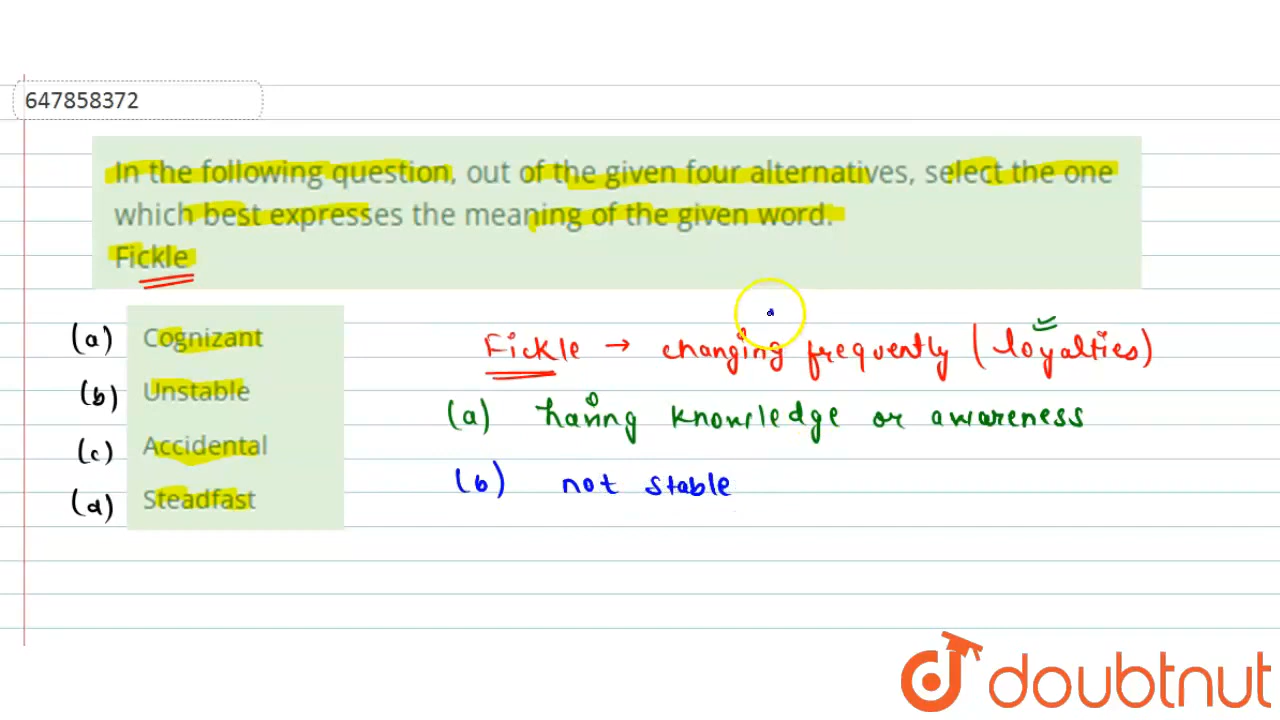 647858372
In the following question, out of the given four alternatives, select the one
which best expresses the meaning of the given word.
Fickle
(a) Cognizant
(b) Unstable
(c) Accidental
(d) Steadfast
Fickle → changing frequently (loyalties)
(a) having knowledge or awareness
(b) not stable
doubtnut